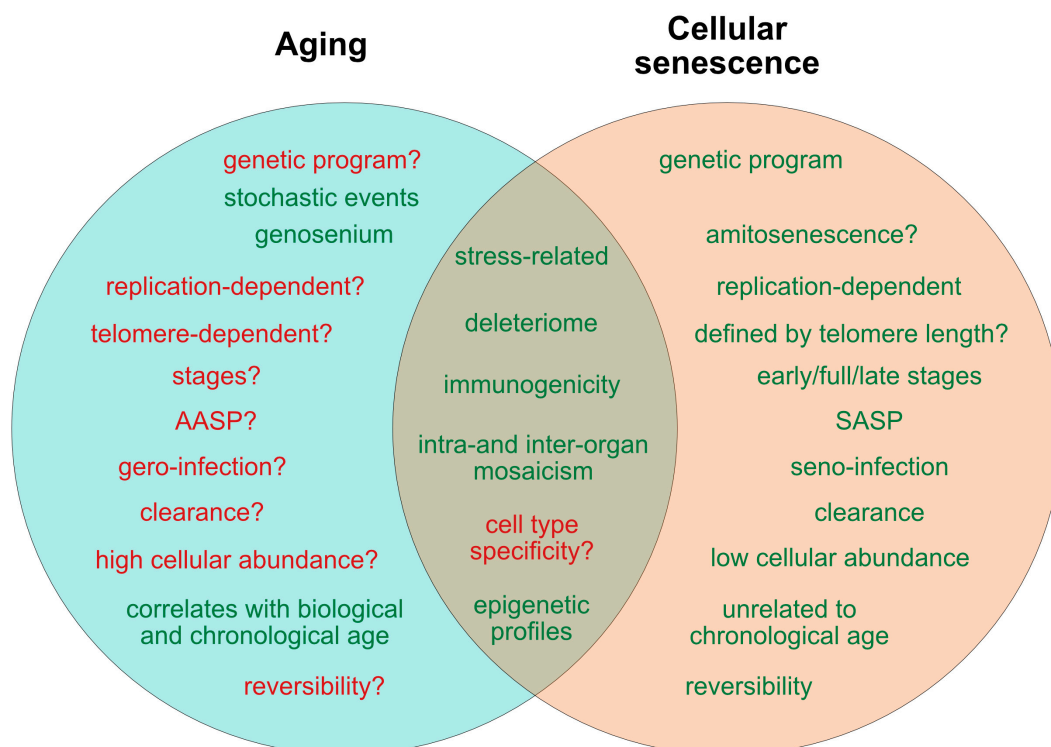 Aging
Cellular
senescence
genetic program?
stochastic events
genosenium
replication-dependent?
telomere-dependent?
stages?
AASP?
gero-infection?
clearance?
high cellular abundance?
correlates with biological
and chronological age
reversibility?
stress-related
deleteriome
immunogenicity
intra-and inter-organ
mosaicism
cell type
specificity?
epigenetic
profiles
genetic program
amitosenescence?
replication-dependent
defined by telomere length?
early/full/late stages
SASP
seno-infection
clearance
low cellular abundance
unrelated to
chronological age
reversibility